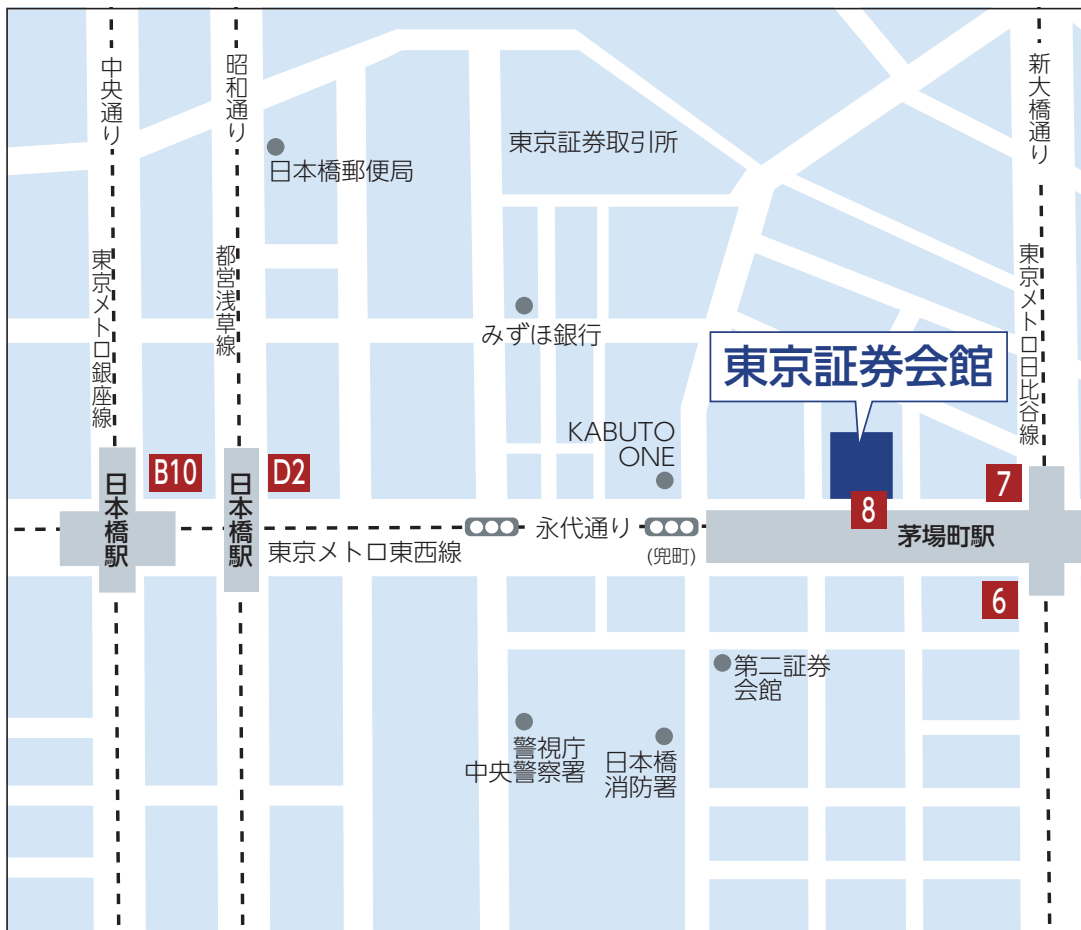 中央通り
昭和通り
新大橋通り
東京証券取引所
日本橋郵便局
東京メトロ銀座線
都営浅草線
東京メトロ日比谷線
みずほ銀行
東京証券会館
KABUTO
ONE
B10
D2
7
8
日本橋駅
日本橋駅
永代通り
茅場町駅
東京メトロ東西線
(兜町)
6
第二証券
会館
警視庁
中央警察署
日本橋
消防署